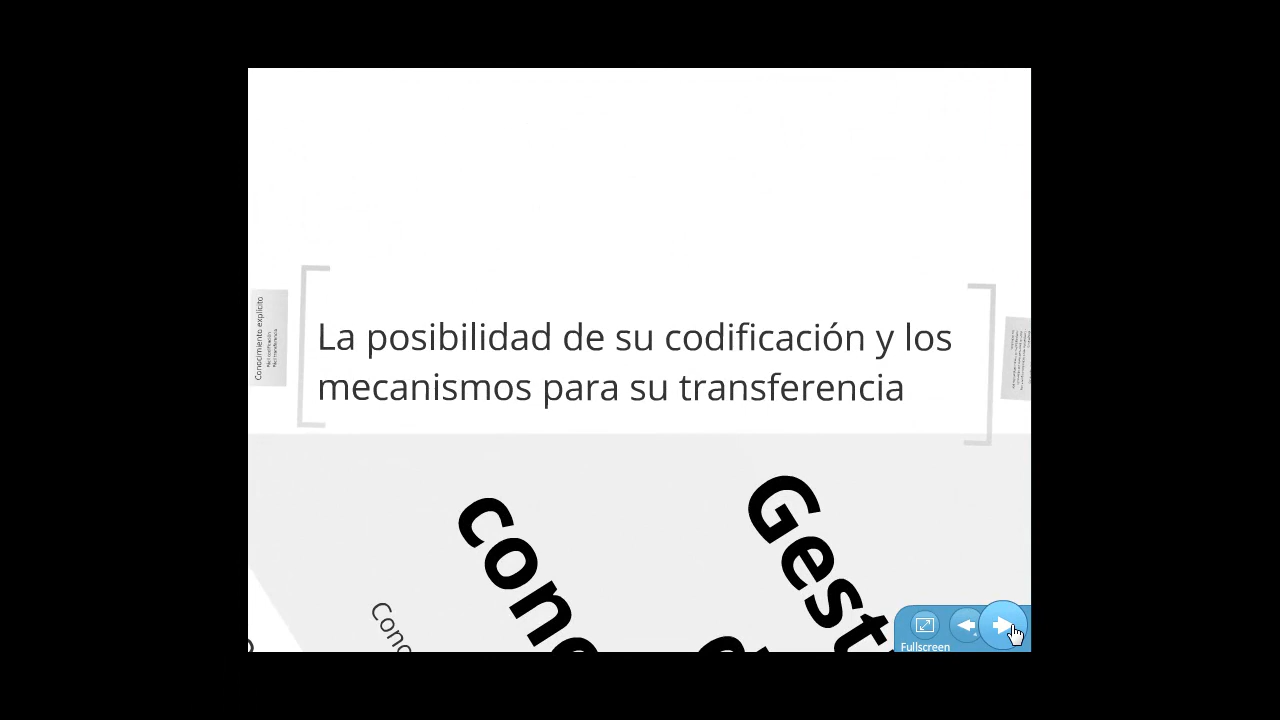 La posibilidad de su codificación y los
mecanismos para su transferencia
Conocimiento explícito
Gest
cono
Cono
Fullscreen